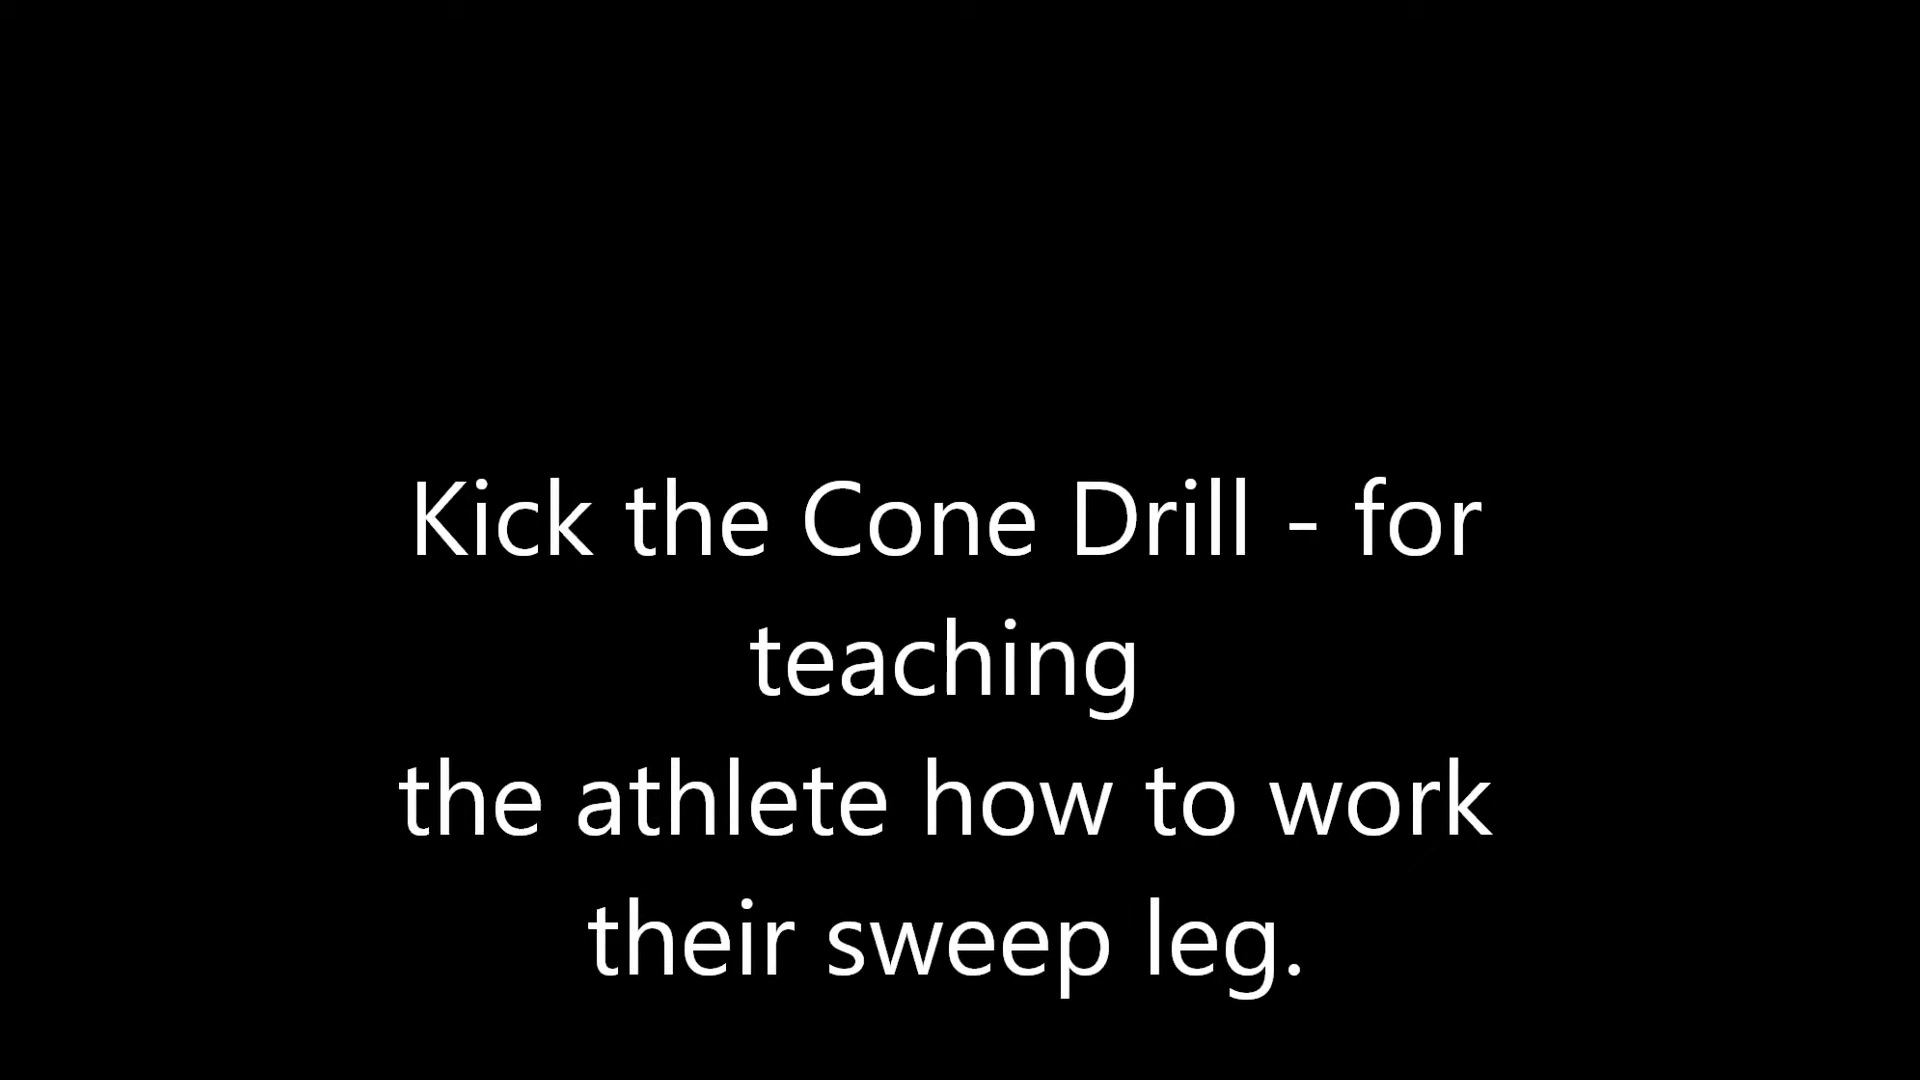 Kick the Cone Drill - for
teaching
the athlete how to work
their sweep leg.